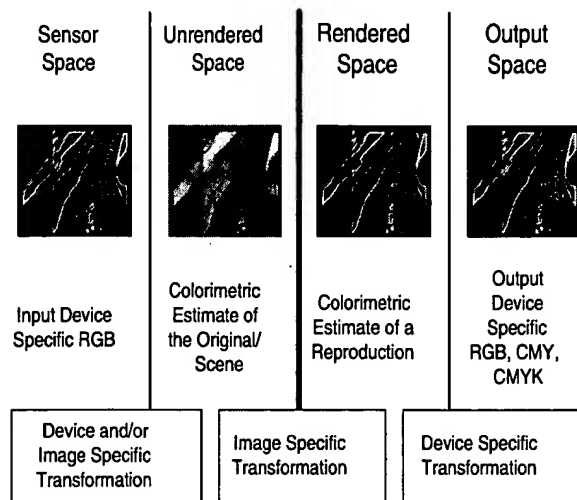 Sensor
Space
Unrendered
Space
Rendered
Space
Output
Space
Input Device
Specific RGB
Colorimetric
Estimate of
the Original/
Scene
Colorimetric
Estimate of a
Reproduction
Output
Device
Specific
RGB, CMY,
CMYK
Device and/or
Image Specific
Transformation
Image Specific
Transformation
Device Specific
Transformation